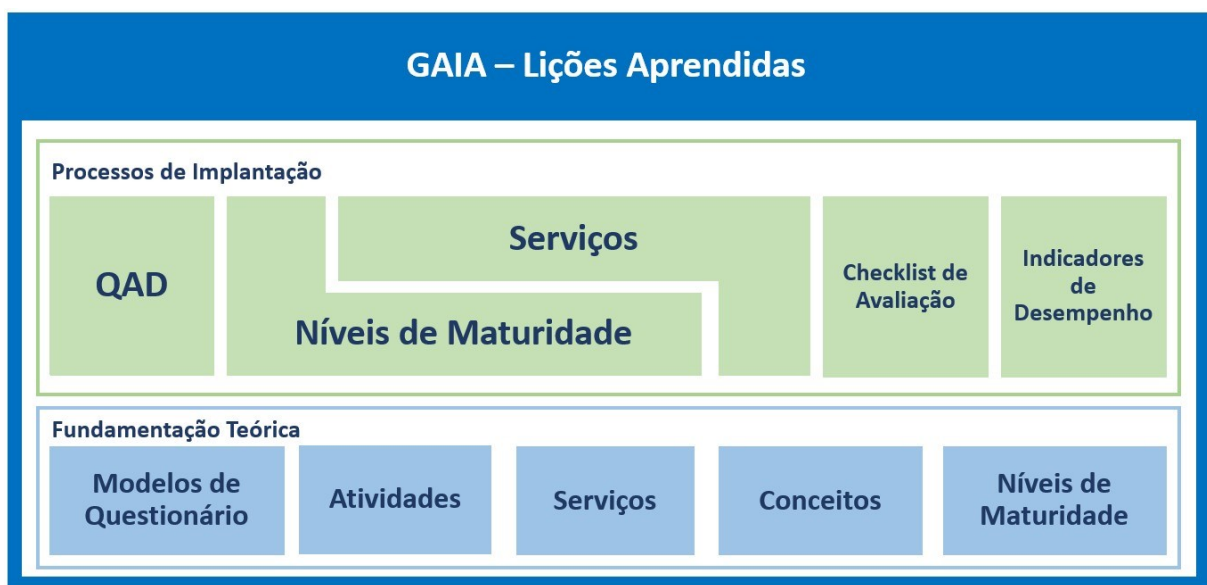 GAIA – Lições Aprendidas
Processos de Implantação
QAD
Serviços
Níveis de Maturidade
Checklist de
Avaliação
Indicadores
de
Desempenho
Fundamentação Teórica
Modelos de
Questionário
Atividades
Serviços
Conceitos
Níveis de
Maturidade